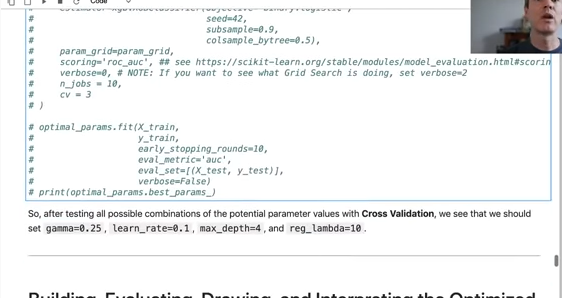 Code
seed=42,
# subsample=0.9,
# colsample_bytree=0.5),
# param_grid=param_grid,
# scoring='roc_auc', ## see https://scikit-learn.org/stable/modules/model_evaluation.html#scorin
# verbose=0, # NOTE: If you want to see what Grid Search is doing, set verbose=2
# n_jobs = 10,
# cv = 3
# )
# optimal_params.fit(X_train,
# y_train,
# early_stopping_rounds=10,
# eval_metric='auc',
# eval_set=[(X_test, y_test)],
# verbose=False)
# print(optimal_params.best_params_)
So, after testing all possible combinations of the potential parameter values with Cross Validation, we see that we should
set gamma=0.25, learn_rate=0.1, max_depth=4, and reg_lambda=10.
Building, Evaluating, Drawing, and Interpreting the Optimized